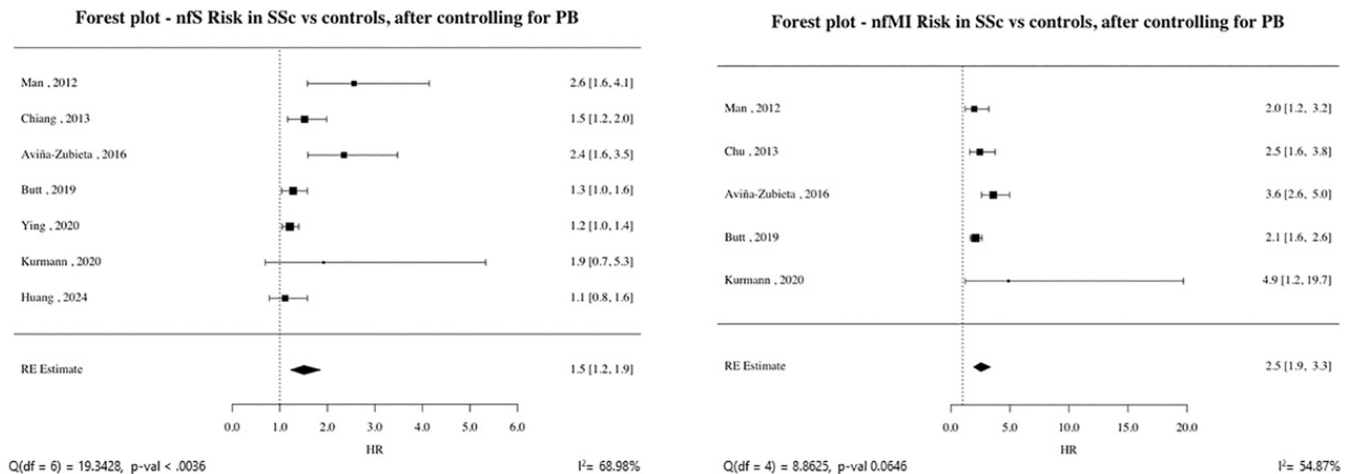 Forest plot - nfS Risk in SSc vs controls, after controlling for PB
Man , 2012 2.6 [1.6, 4.1]
Chiang , 2013 1.5 [1.2, 2.0]
Aviña-Zubieta , 2016 2.4 [1.6, 3.5]
Butt , 2019 1.3 [1.0, 1.6]
Ying , 2020 1.2 [1.0, 1.4]
Kurmann , 2020 1.9 [0.7, 5.3]
Huang , 2024 1.1 [0.8, 1.6]
RE Estimate 1.5 [1.2, 1.9]
0.0 1.0 2.0 3.0 4.0 5.0 6.0
HR
Q(df = 6) = 19.3428, p-val < .0036 I²= 68.98%
Forest plot - nfMI Risk in SSc vs controls, after controlling for PB
Man , 2012 2.0 [1.2, 3.2]
Chu , 2013 2.5 [1.6, 3.8]
Aviña-Zubieta , 2016 3.6 [2.6, 5.0]
Butt , 2019 2.1 [1.6, 2.6]
Kurmann , 2020 4.9 [1.2, 19.7]
RE Estimate 2.5 [1.9, 3.3]
0.0 5.0 10.0 15.0 20.0
HR
Q(df = 4) = 8.8625, p-val 0.0646 I²= 54.87%